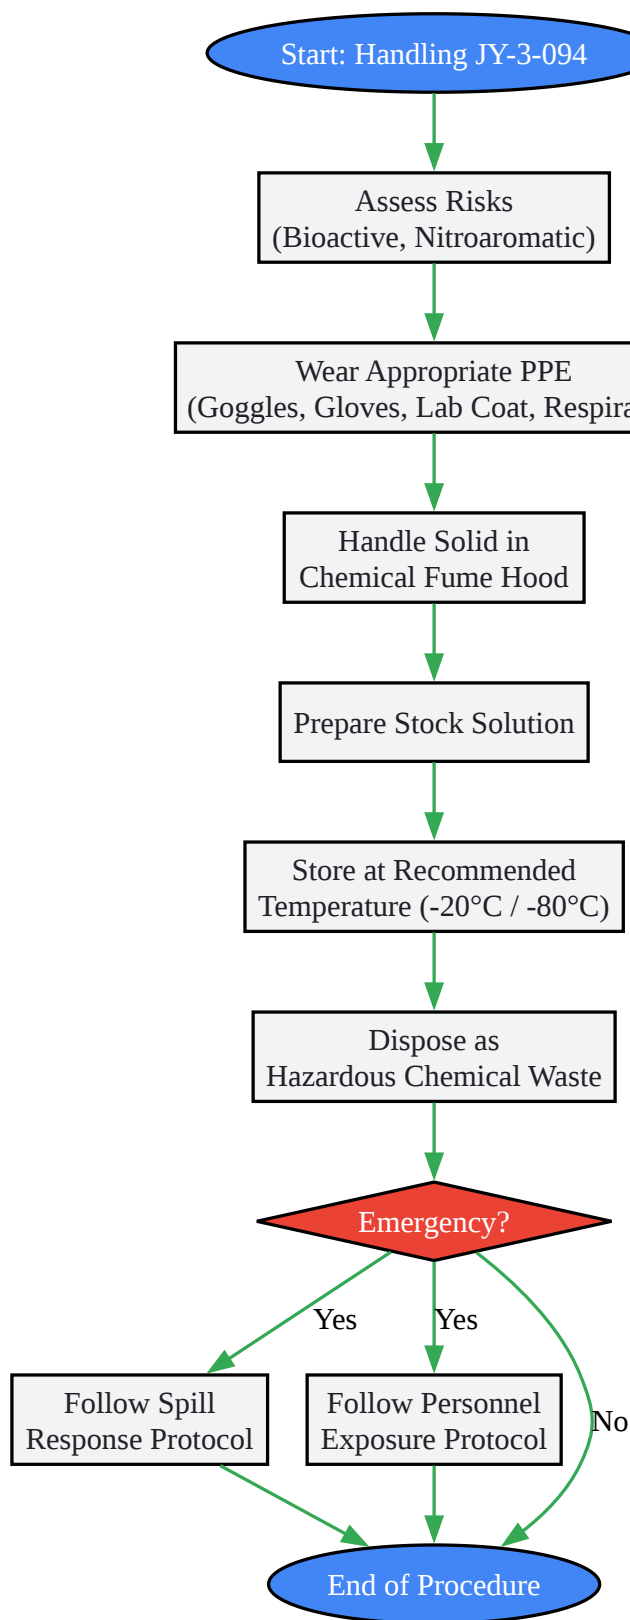 Start: Handling JY-3-094
Assess Risks
(Bioactive, Nitroaromatic)
Wear Appropriate PPE
(Goggles, Gloves, Lab Coat, Respira
Handle Solid in
Chemical Fume Hood
Prepare Stock Solution
Store at Recommended
Temperature (-20°C / -80°C)
Dispose as
Hazardous Chemical Waste
Emergency?
Yes
Yes
Follow Spill
Response Protocol
Follow Personnel
Exposure Protocol
No
End of Procedure